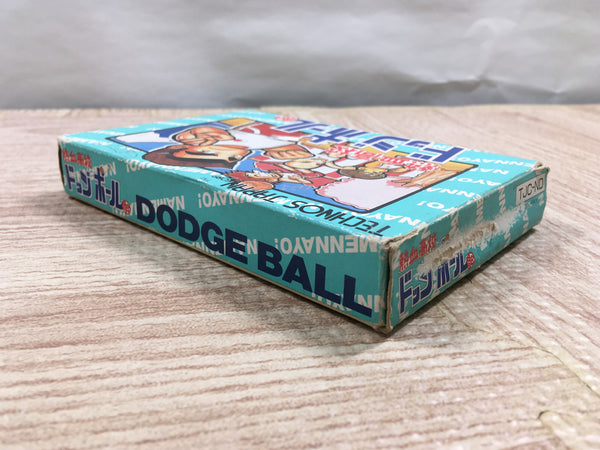 TECHNOS JAPAN
熱血高校
ドッジボール部
DODGE BALL
NAMENNAYO!
MENNAYO!
TJC-ND
熱血高校
ドッジボール部